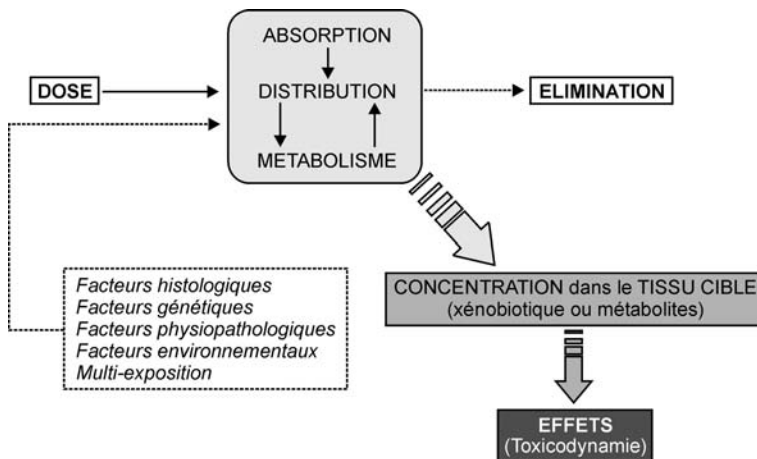 ABSORPTION
DOSE
DISTRIBUTION
ELIMINATION
METABOLISME
Facteurs histologiques
Facteurs génétiques
Facteurs physiopathologiques
Facteurs environnementaux
Multi-exposition
CONCENTRATION dans le TISSU CIBLE
(xénobiotique ou métabolites)
EFFETS
(Toxicodynamie)